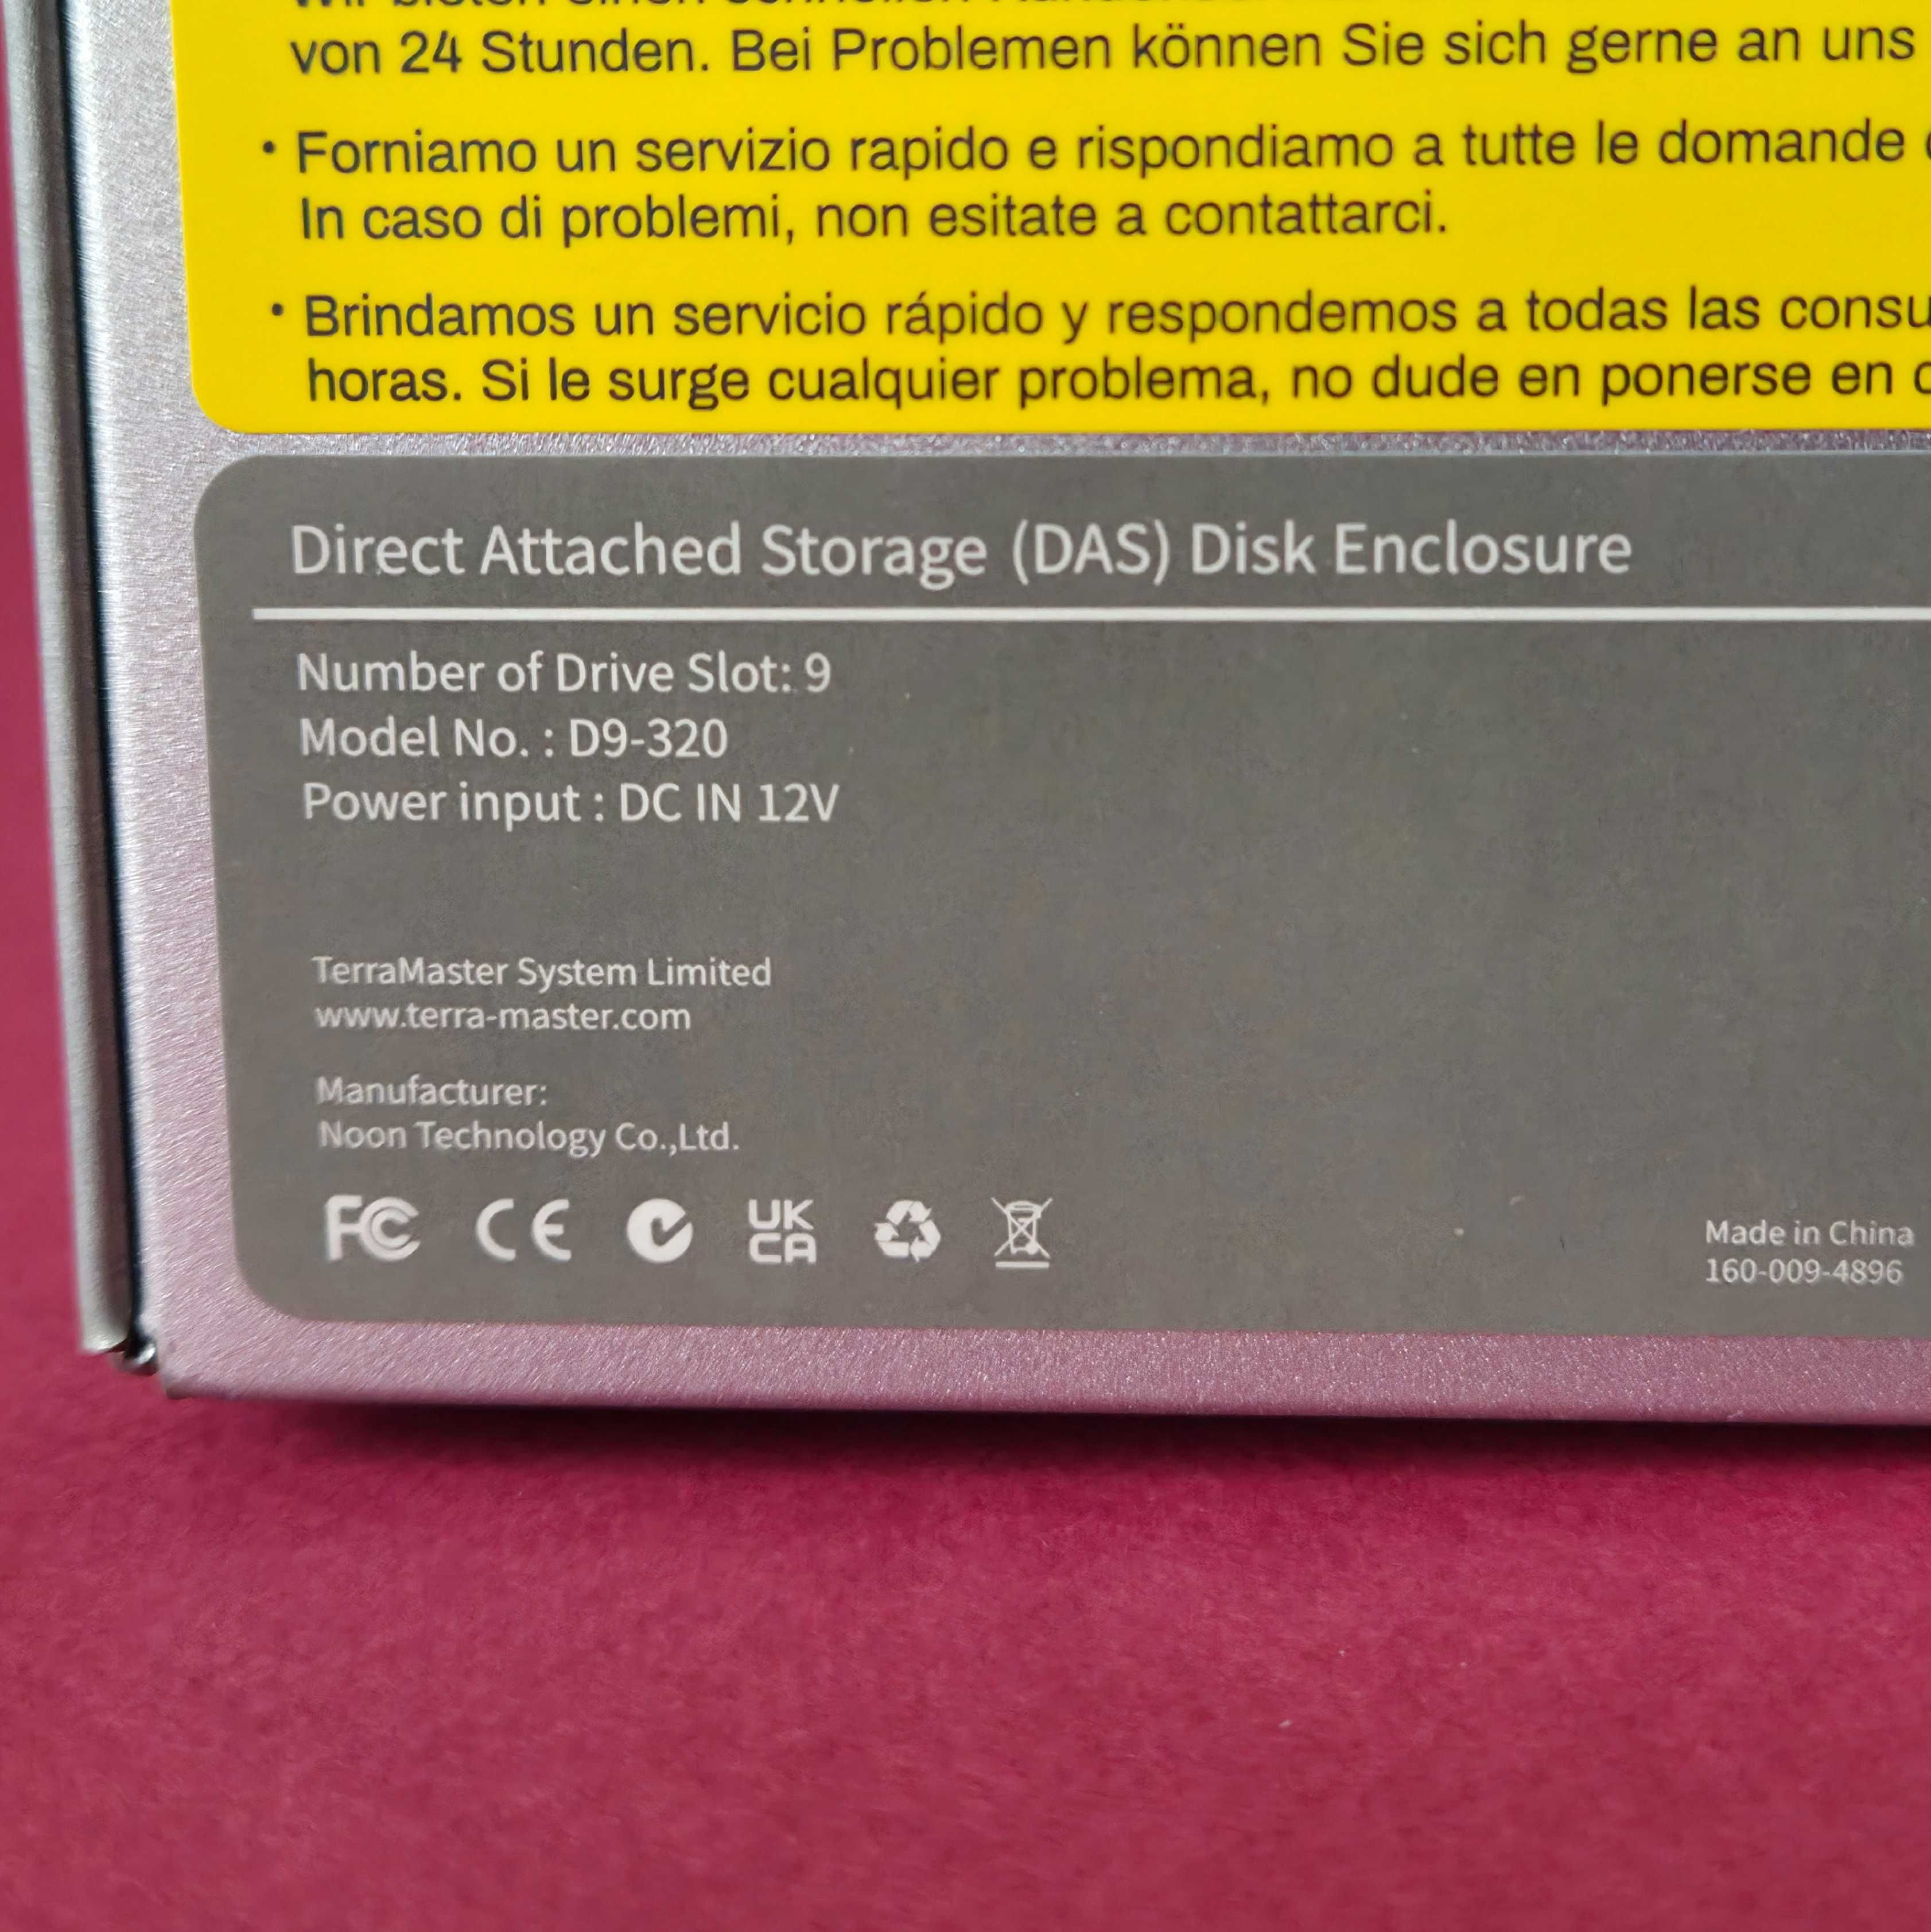 von 24 Stunden. Bei Problemen können Sie sich gerne an uns
• Forniamo un servizio rapido e rispondiamo a tutte le domande
In caso di problemi, non esitate a contattarci.
• Brindamos un servicio rápido y respondemos a todas las
horas. Si le surge cualquier problema, no dude en ponerse en
Direct Attached Storage (DAS) Disk Enclosure
Number of Drive Slot: 9
Model No. : D9-320
Power input : DC IN 12V
TerraMaster System Limited
www.terra-master.com
Manufacturer:
Noon Technology Co.,Ltd.
FC CE UK CA
Made in China
160-009-4896